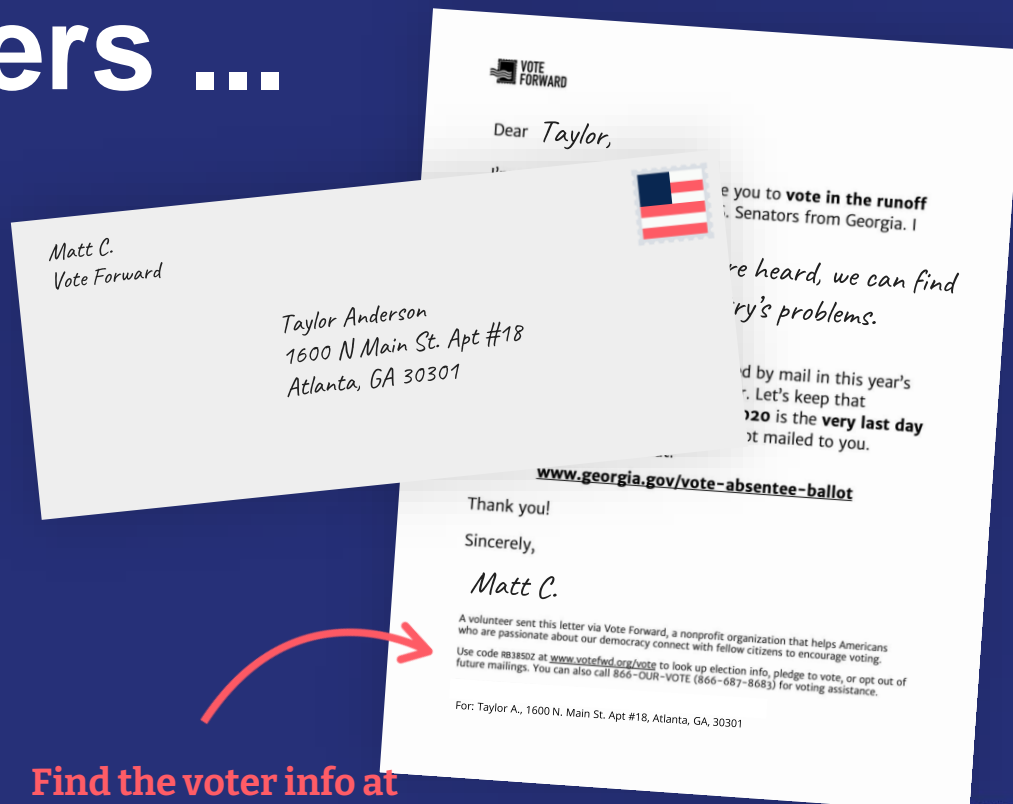 ers ...
VOTE
FORWARD
Dear Taylor,
I'm
e you to vote in the runoff
. Senators from Georgia. I
re heard, we can find
ry's problems.
d by mail in this year's
r. Let's keep that
020 is the very last day
ot mailed to you.
www.georgia.gov/vote-absentee-ballot
Thank you!
Sincerely,
Matt C.
A volunteer sent this letter via Vote Forward, a nonprofit organization that helps Americans
who are passionate about our democracy connect with fellow citizens to encourage voting.
Use code RB385DZ at www.votefwd.org/vote to look up election info, pledge to vote, or opt out of
future mailings. You can also call 866-OUR-VOTE (866-687-8683) for voting assistance.
For: Taylor A., 1600 N. Main St. Apt #18, Atlanta, GA, 30301
Matt C.
Vote Forward
Taylor Anderson
1600 N Main St. Apt #18
Atlanta, GA 30301
Find the voter info at